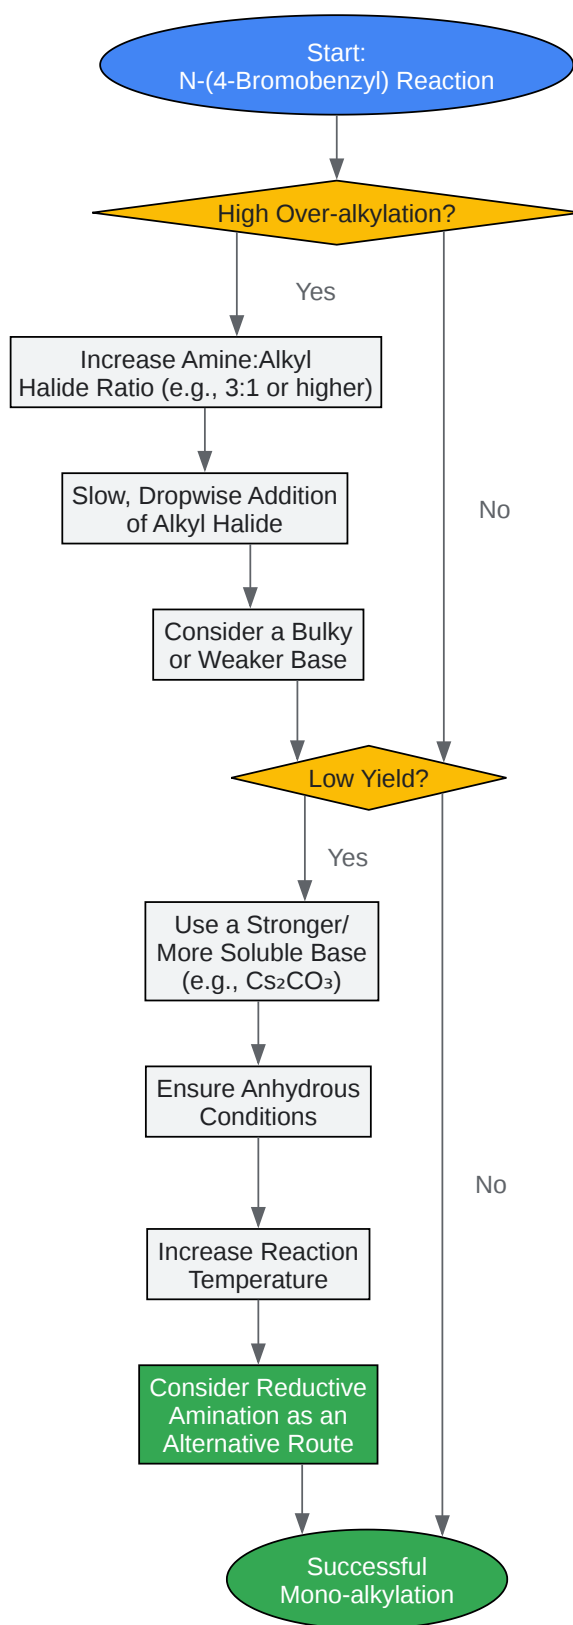 Start:
N-(4-Bromobenzyl) Reaction
High Over-alkylation?
Yes
Increase Amine:Alkyl
Halide Ratio (e.g., 3:1 or higher)
Slow, Dropwise Addition
of Alkyl Halide
No
Consider a Bulky
or Weaker Base
Low Yield?
Yes
Use a Stronger/
More Soluble Base
(e.g., Cs₂CO₃)
Ensure Anhydrous
Conditions
No
Increase Reaction
Temperature
Consider Reductive
Amination as an
Alternative Route
Successful
Mono-alkylation